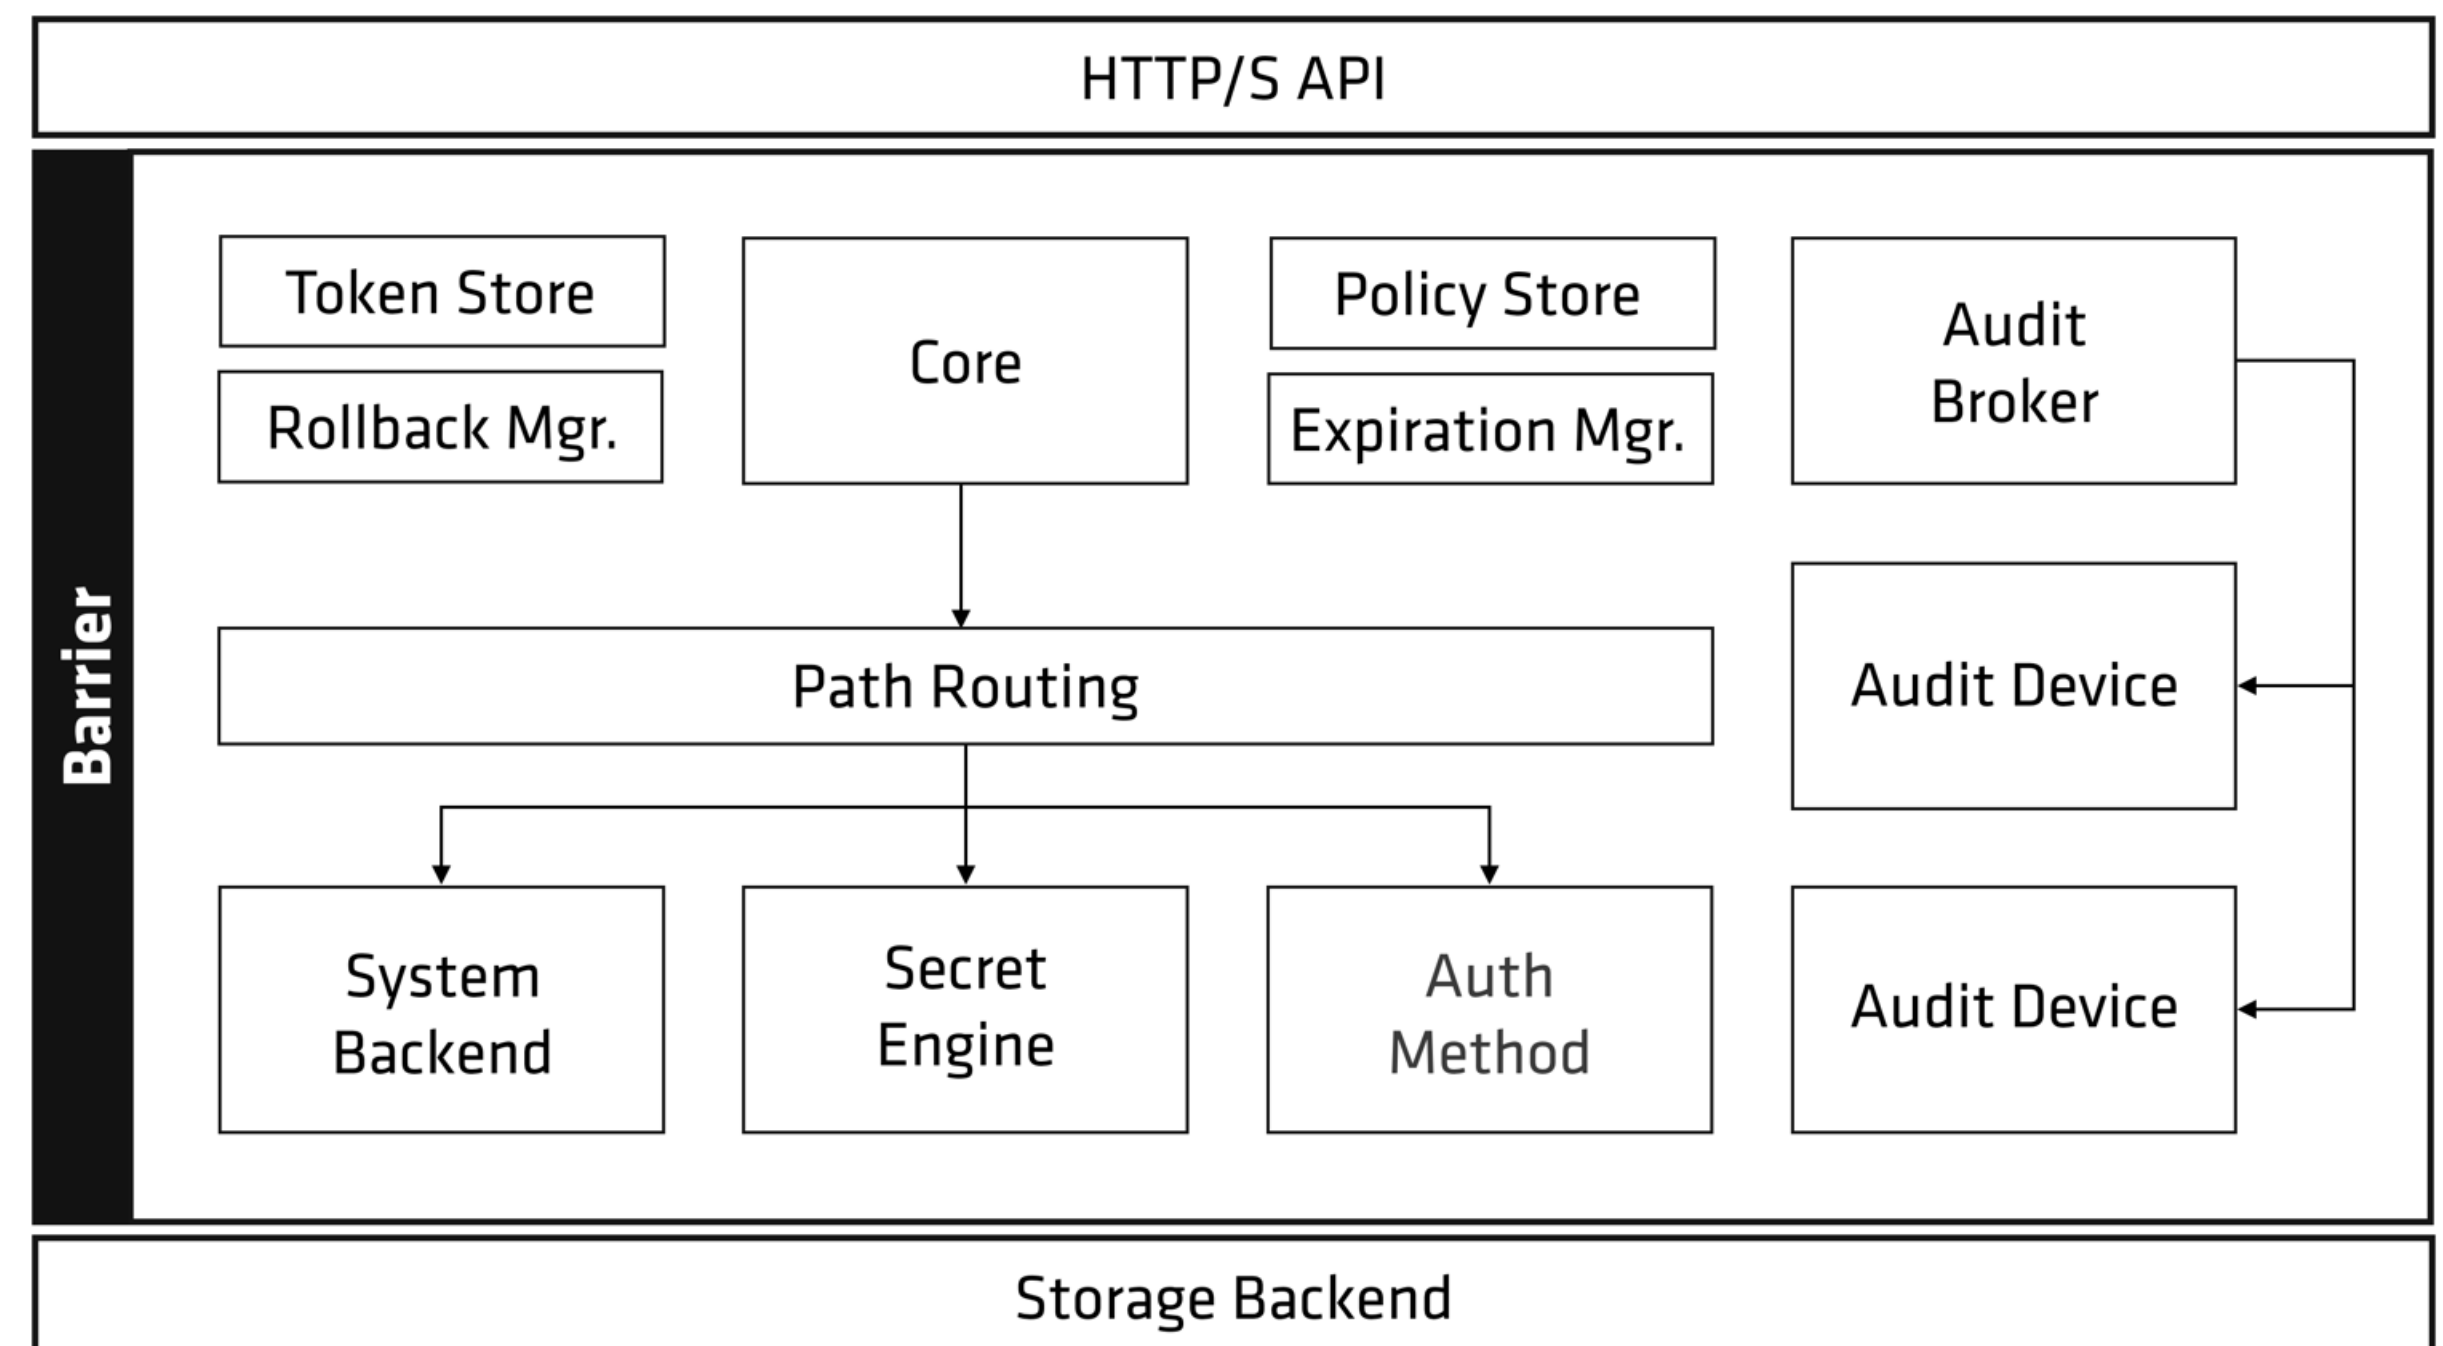 HTTP/S API
Barrier
Token Store
Rollback Mgr.
Core
Policy Store
Expiration Mgr.
Audit
Broker
Path Routing
Audit Device
System
Backend
Secret
Engine
Auth
Method
Audit Device
Storage Backend